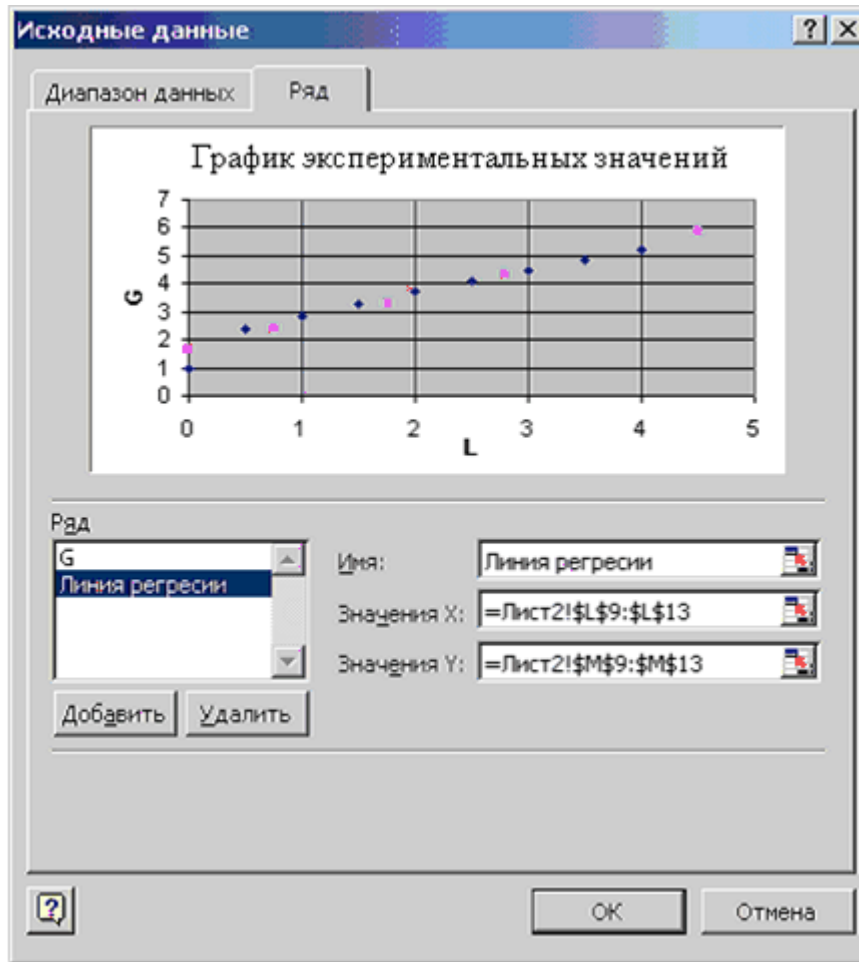 Исходные данные
Диапазон данных
Ряд
График экспериментальных значений
7
6
5
4
3
2
1
0
G
0 1 2 3 4 5
L
Ряд
G
Линия регресии
Имя:
Линия регресии
Значения X:
=Лист2!$L$9:$L$13
Значения Y:
=Лист2!$M$9:$M$13
Добавить
Удалить
ОК
Отмена